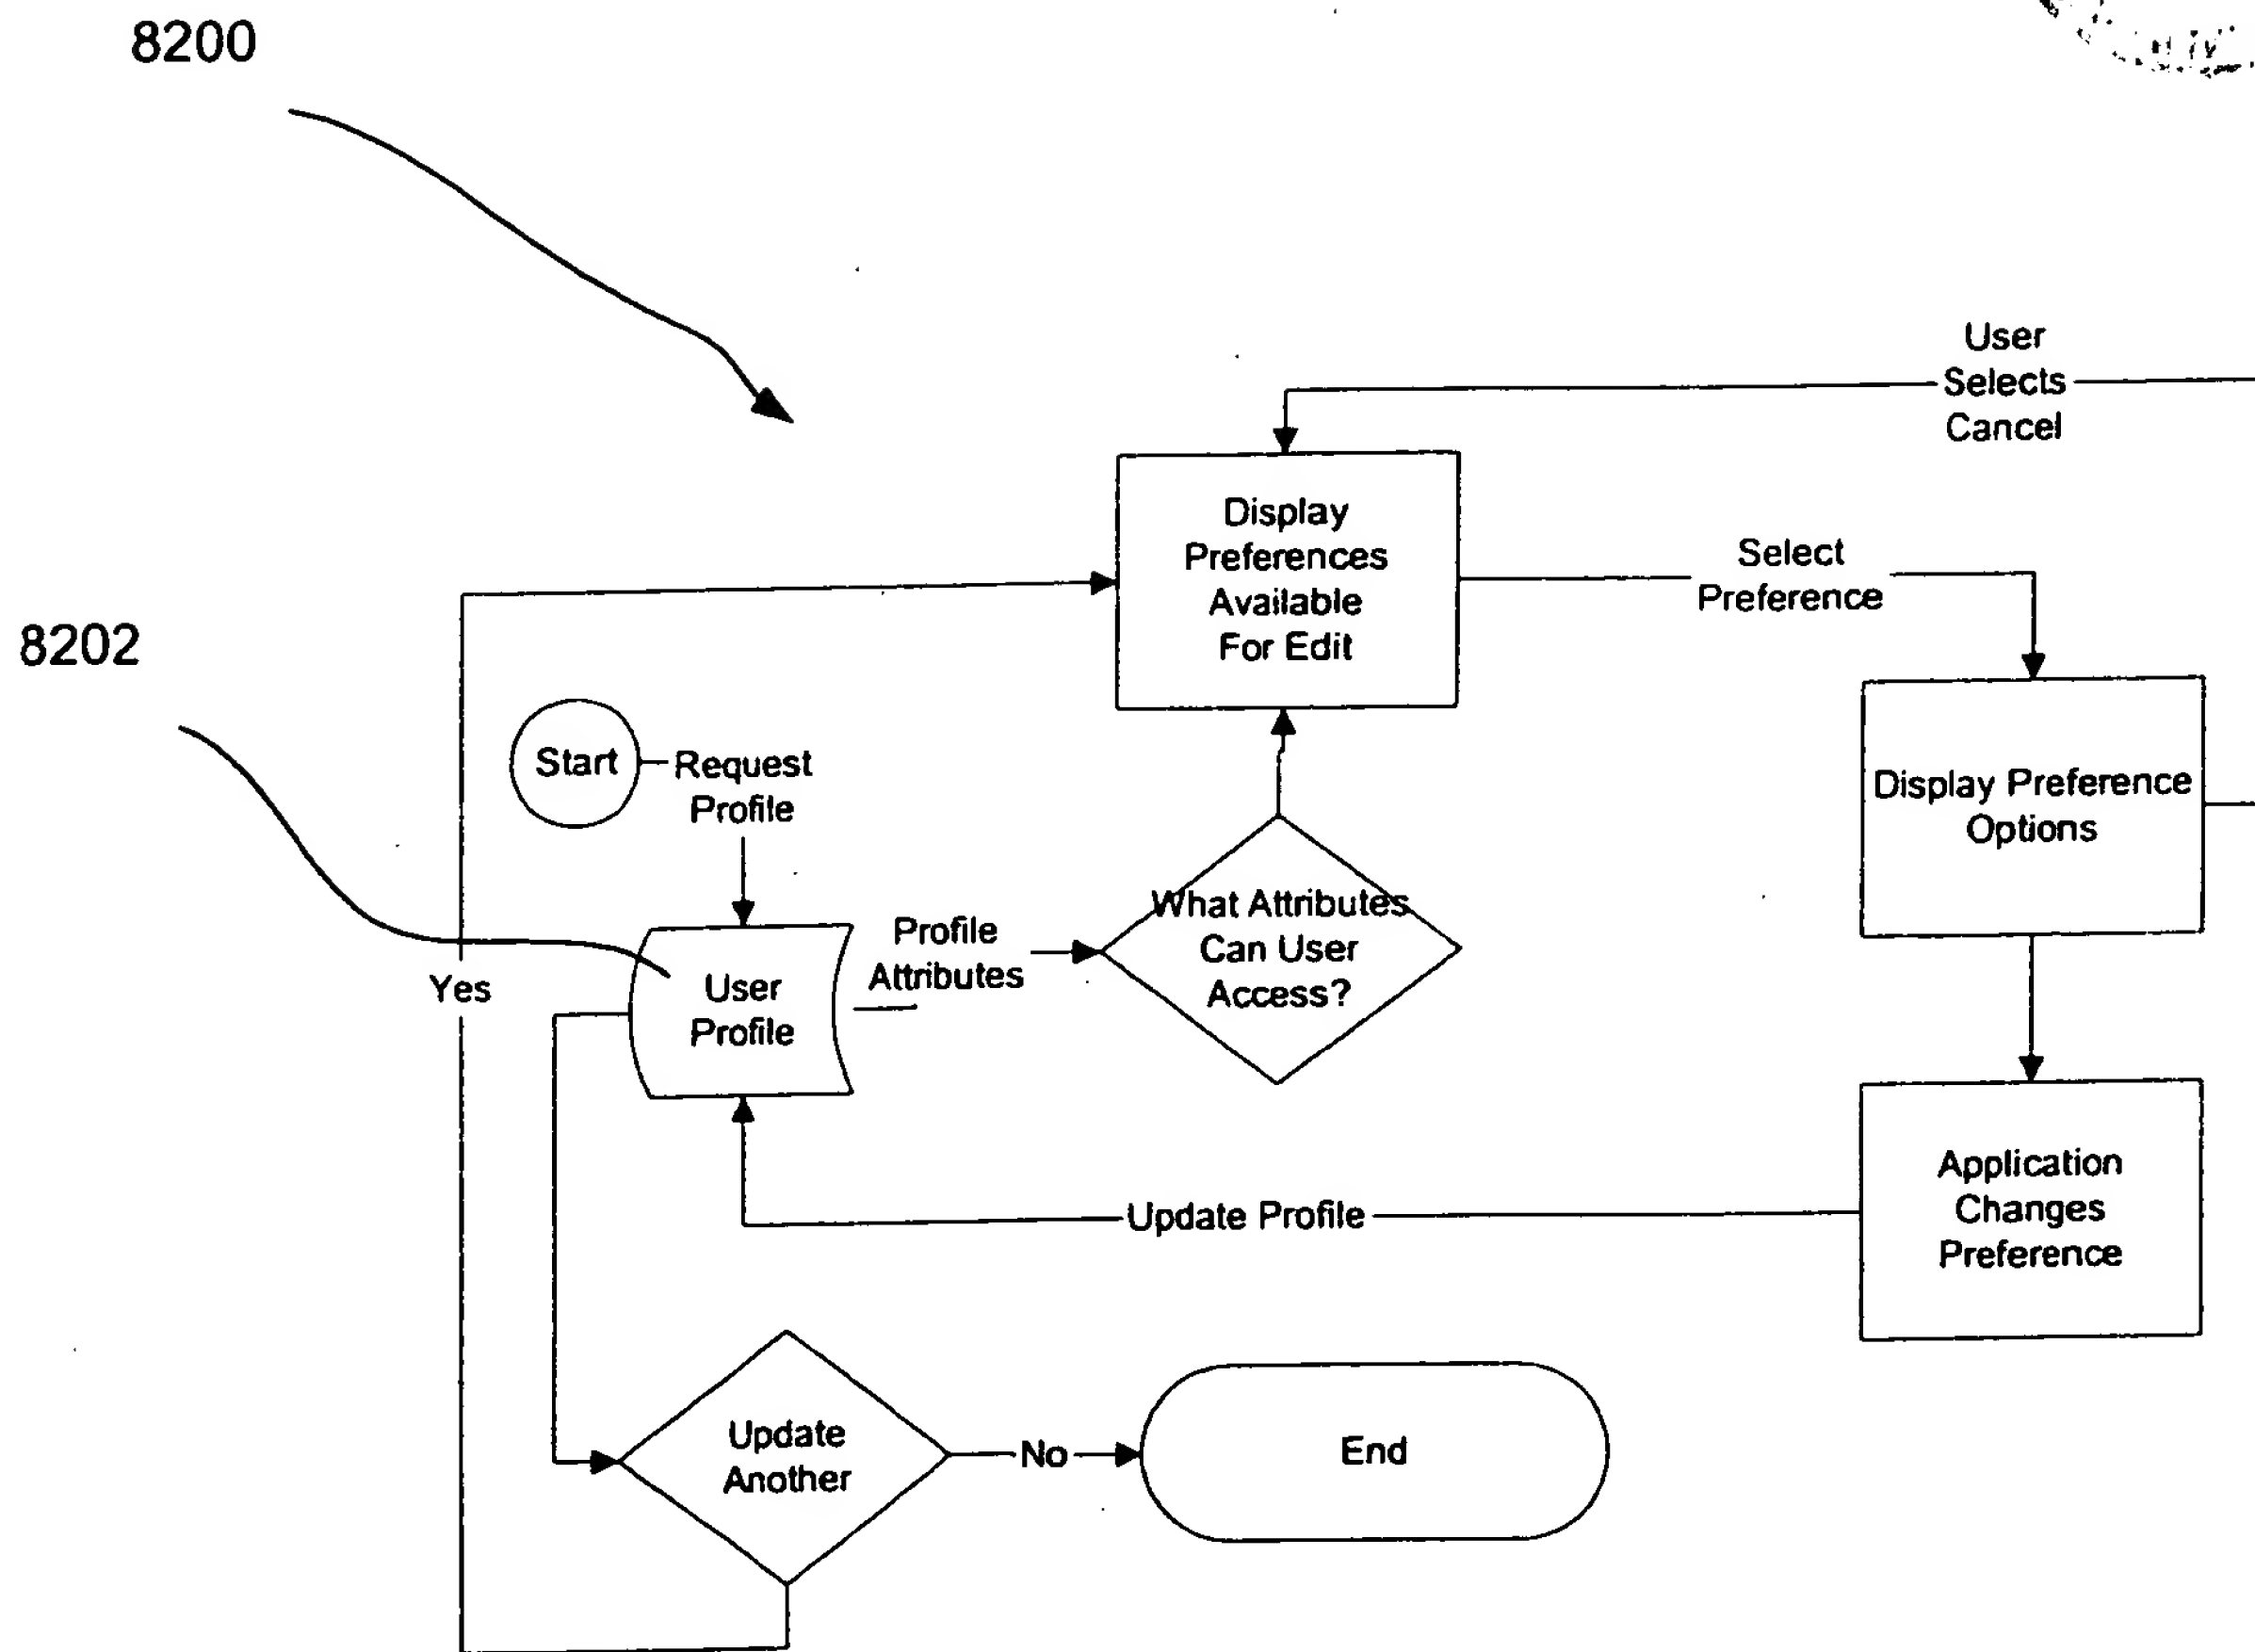 8200
User
Selects
Cancel
Display
Preferences
Available
For Edit
Select
Preference
8202
Start
Request
Profile
Display Preference
Options
What Attributes
Can User
Access?
Profile
Attributes
User
Profile
Yes
Application
Changes
Preference
Update Profile
Update
Another
No
End